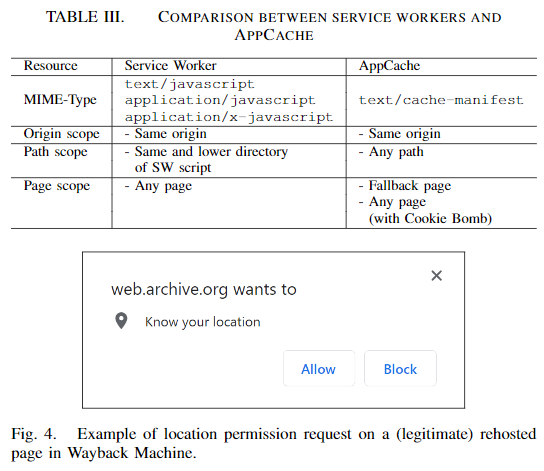 TABLE III. COMPARISON BETWEEN SERVICE WORKERS AND
APPCACHE
Resource Service Worker AppCache
text/javascript
MIME-Type application/javascript text/cache-manifest
application/x-javascript
Origin scope - Same origin - Same origin
Path scope - Same and lower directory - Any path
of SW script
Page scope - Any page - Fallback page
- Any page
(with Cookie Bomb)
web.archive.org wants to
Know your location
Allow Block
Fig. 4. Example of location permission request on a (legitimate) rehosted
page in Wayback Machine.